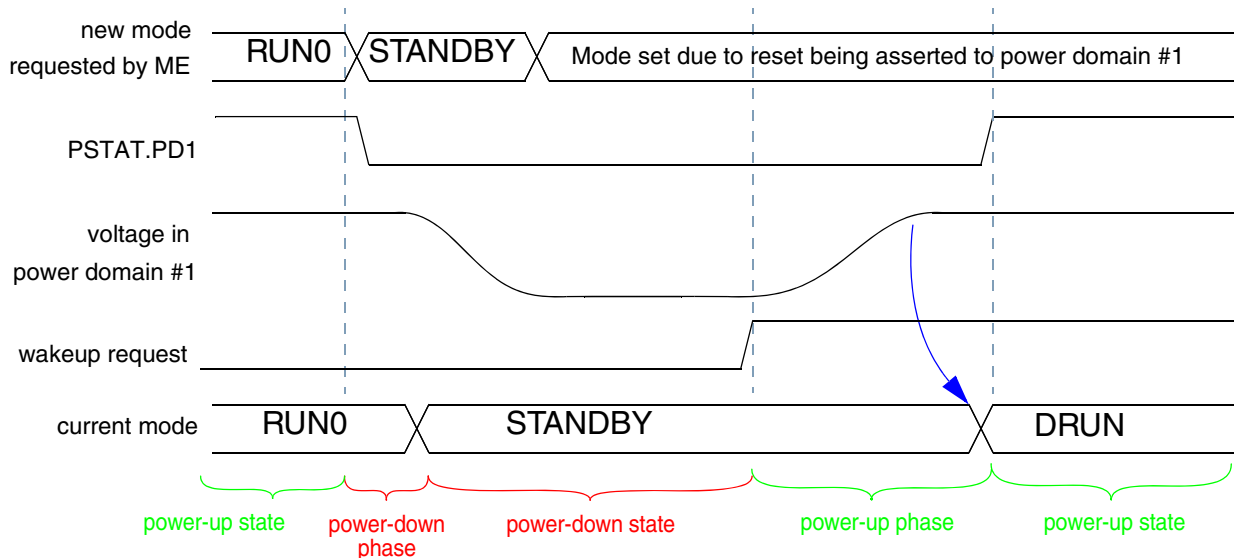 new mode
requested by ME
RUN0
STANDBY
Mode set due to reset being asserted to power domain #1
PSTAT.PD1
voltage in
power domain #1
wakeup request
current mode
RUN0
STANDBY
DRUN
power-up state
power-down
phase
power-down state
power-up phase
power-up state